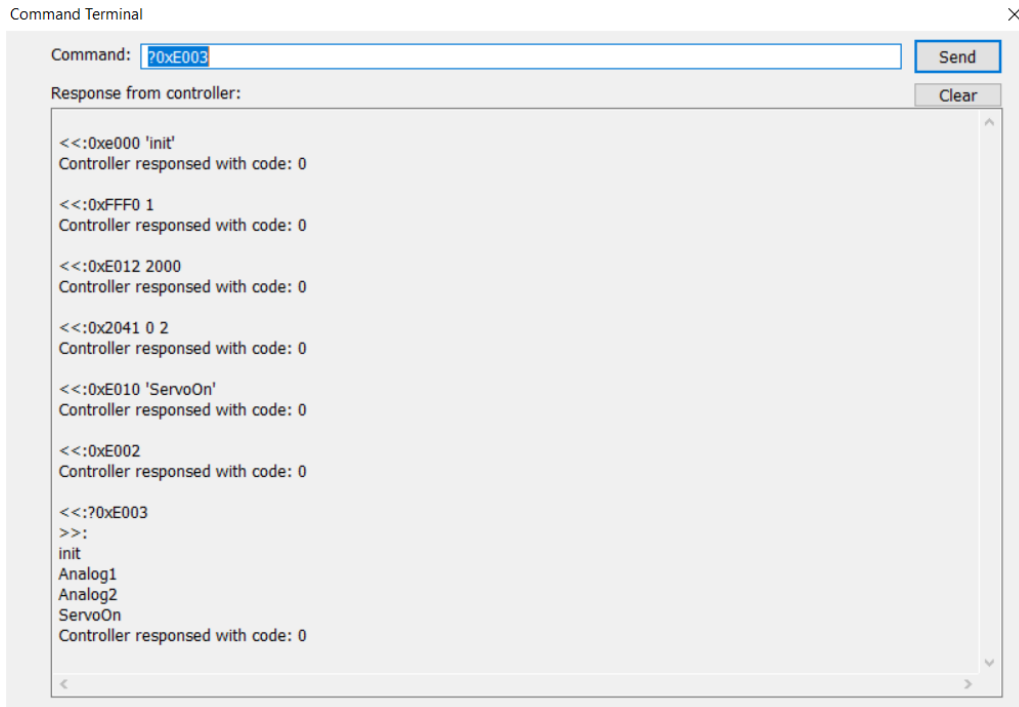 Command Terminal
Command: ?0xE003 Send
Response from controller: Clear
<<:0xe000 'init'
Controller responsed with code: 0
<<:0xFFF0 1
Controller responsed with code: 0
<<:0xE012 2000
Controller responsed with code: 0
<<:0x2041 0 2
Controller responsed with code: 0
<<:0xE010 'ServoOn'
Controller responsed with code: 0
<<:0xE002
Controller responsed with code: 0
<<:?0xE003
>>:
init
Analog1
Analog2
ServoOn
Controller responsed with code: 0